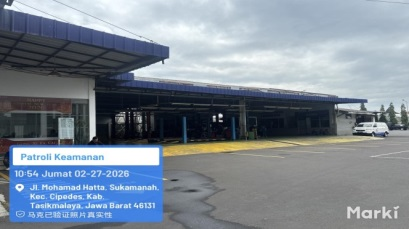 Patroli Keamanan
10:54 Jumat 02-27-2026
Jl. Mohamad Hatta, Sukamanah,
Kec. Cipedes, Kab.
Tasikmalaya, Jawa Barat 46131
马克已验证照片真实性
Marki